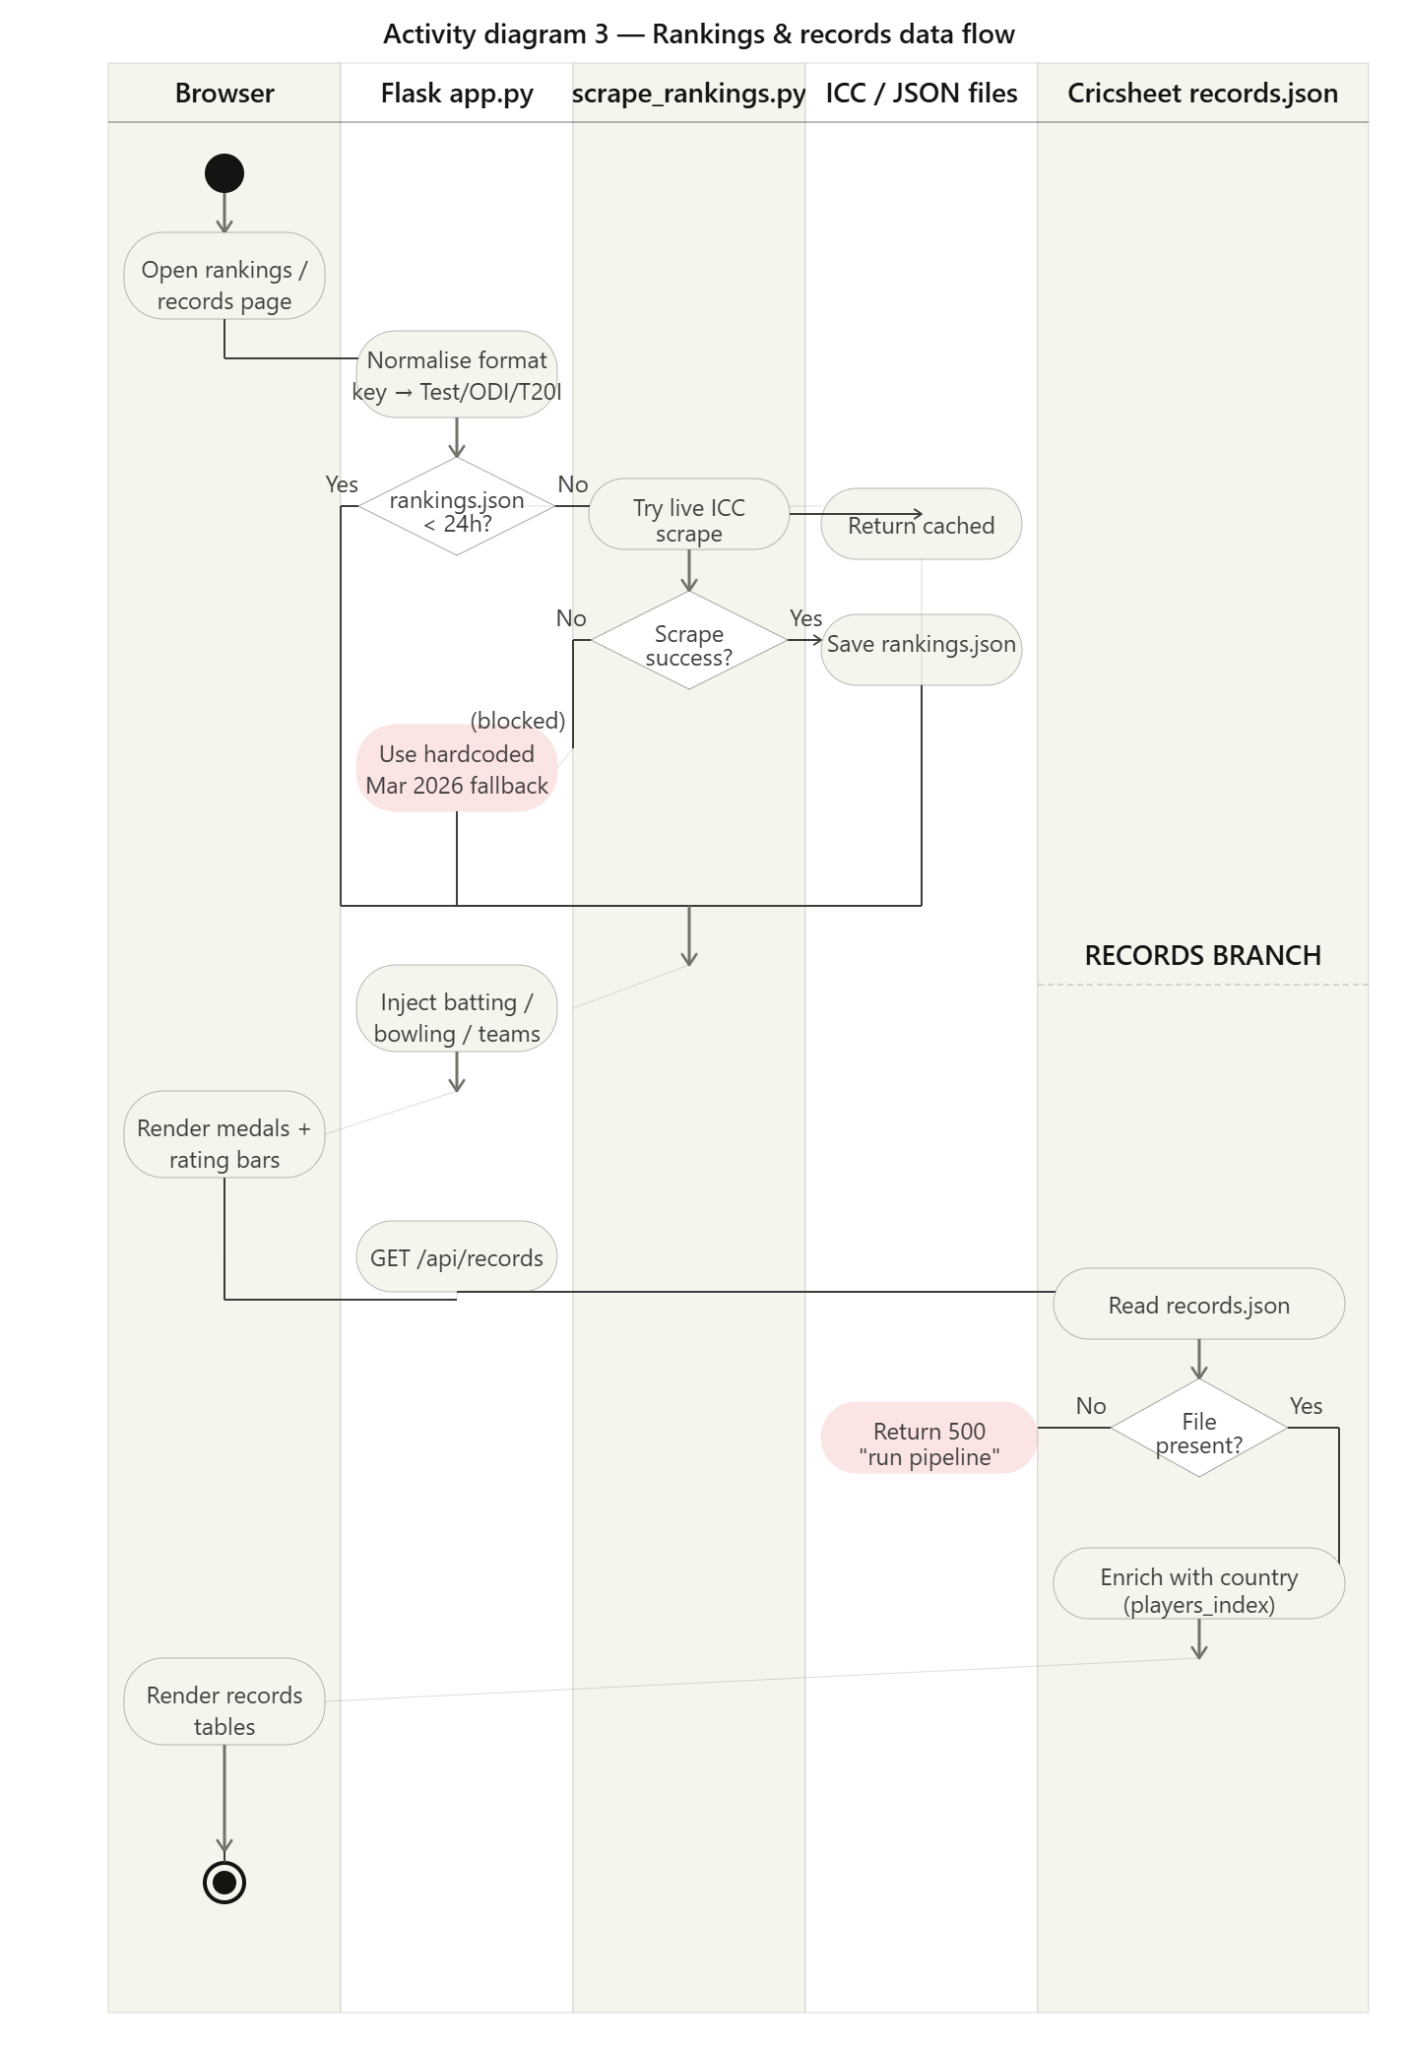 Activity diagram 3 — Rankings & records data flow
Browser
Flask app.py
scrape_rankings.py
ICC / JSON files
Cricsheet records.json
Open rankings /
records page
Normalise format
key → Test/ODI/T20I
Yes
rankings.json
< 24h?
No
Try live ICC
scrape
Return cached
No
Scrape
success?
Yes
Save rankings.json
(blocked)
Use hardcoded
Mar 2026 fallback
RECORDS BRANCH
Inject batting /
bowling / teams
Render medals +
rating bars
GET /api/records
Read records.json
No
File
present?
Yes
Return 500
"run pipeline"
Enrich with country
(players_index)
Render records
tables